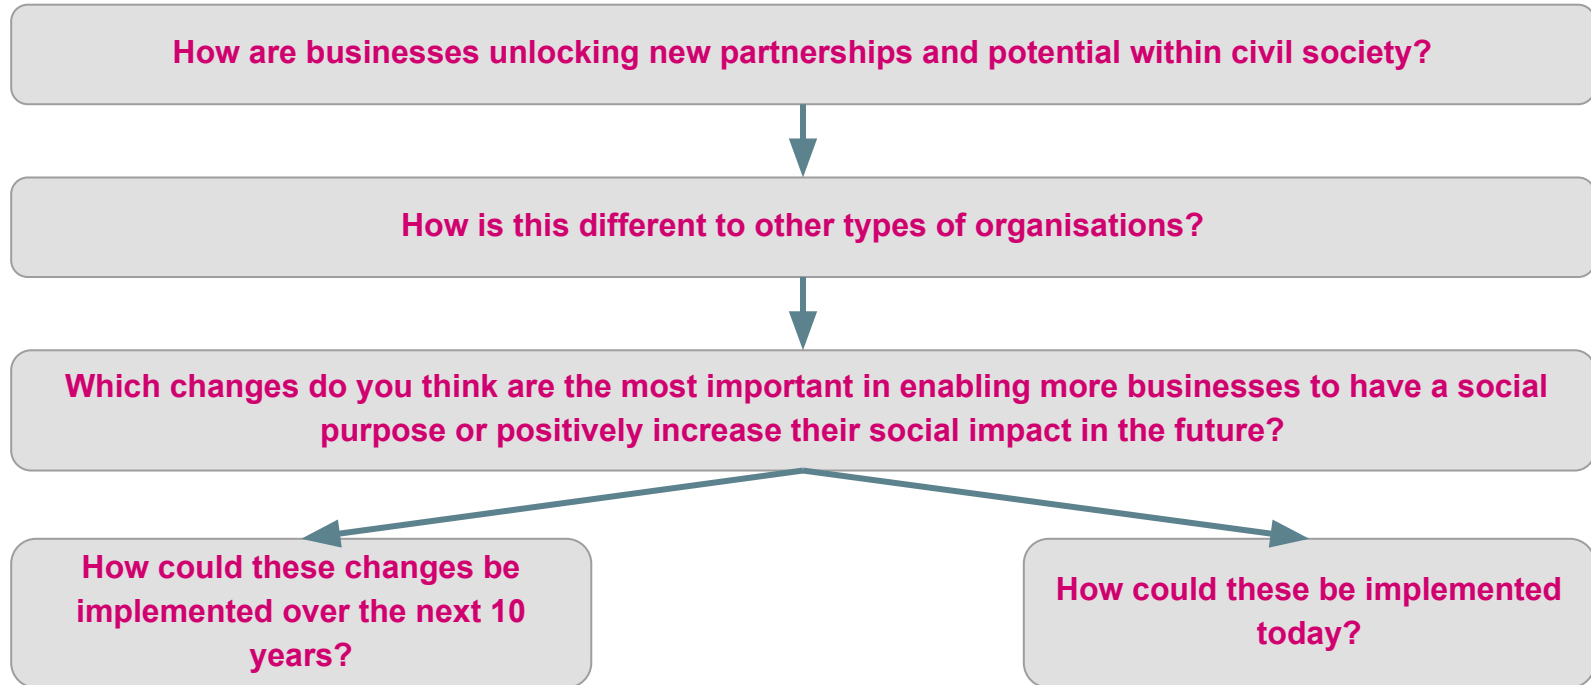 How are businesses unlocking new partnerships and potential within civil society?
How is this different to other types of organisations?
Which changes do you think are the most important in enabling more businesses to have a social
purpose or positively increase their social impact in the future?
How could these changes be
implemented over the next 10
years?
How could these be implemented
today?